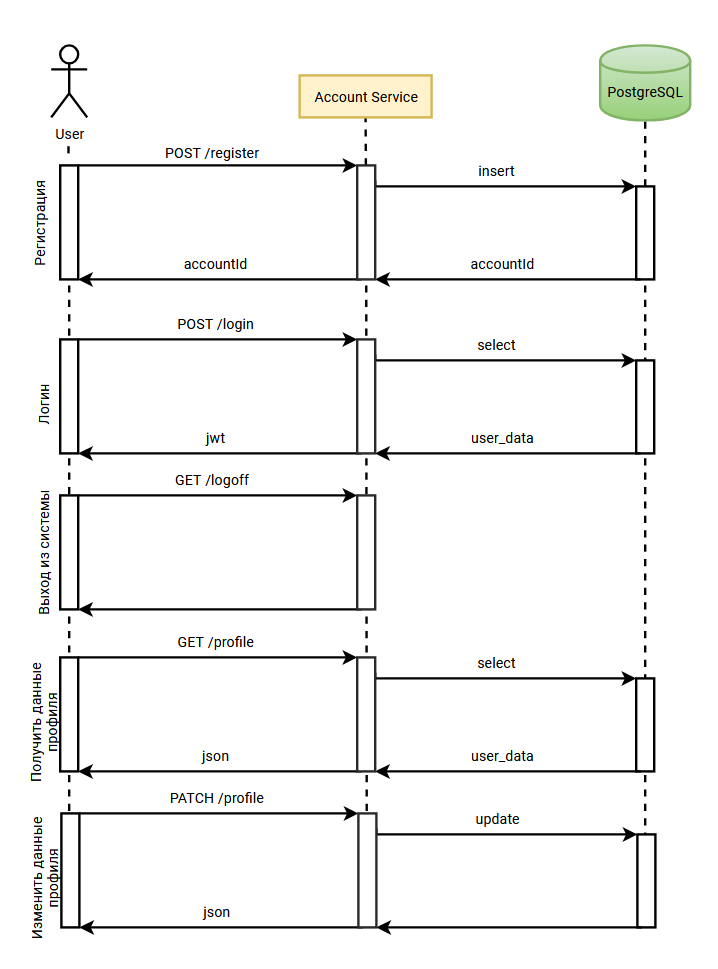 User
Account Service
PostgreSQL
Регистрация
POST /register
insert
accountId
accountId
Логин
POST /login
select
jwt
user_data
Выход из системы
GET /logoff
Получить данные
профиля
GET /profile
select
json
user_data
Изменить данные
профиля
PATCH /profile
update
json